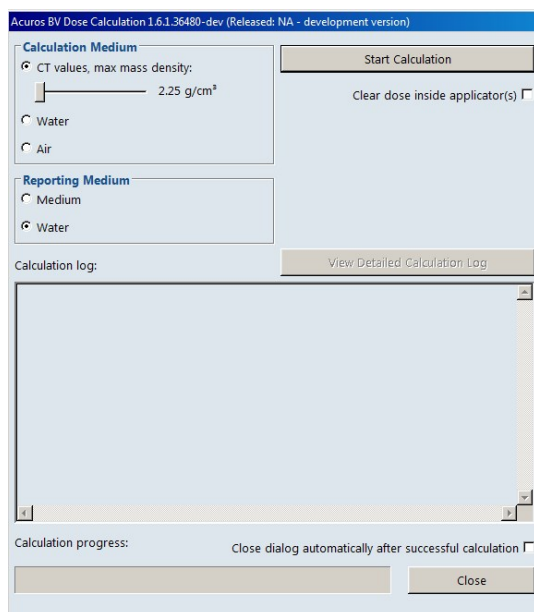 Acuros BV Dose Calculation 1.6.1.36480-dev (Released: NA - development version)
Calculation Medium
CT values, max mass density:
2.25 g/cm³
Water
Air
Start Calculation
Clear dose inside applicator(s)
Reporting Medium
Medium
Water
Calculation log:
View Detailed Calculation Log
Calculation progress:
Close dialog automatically after successful calculation
Close